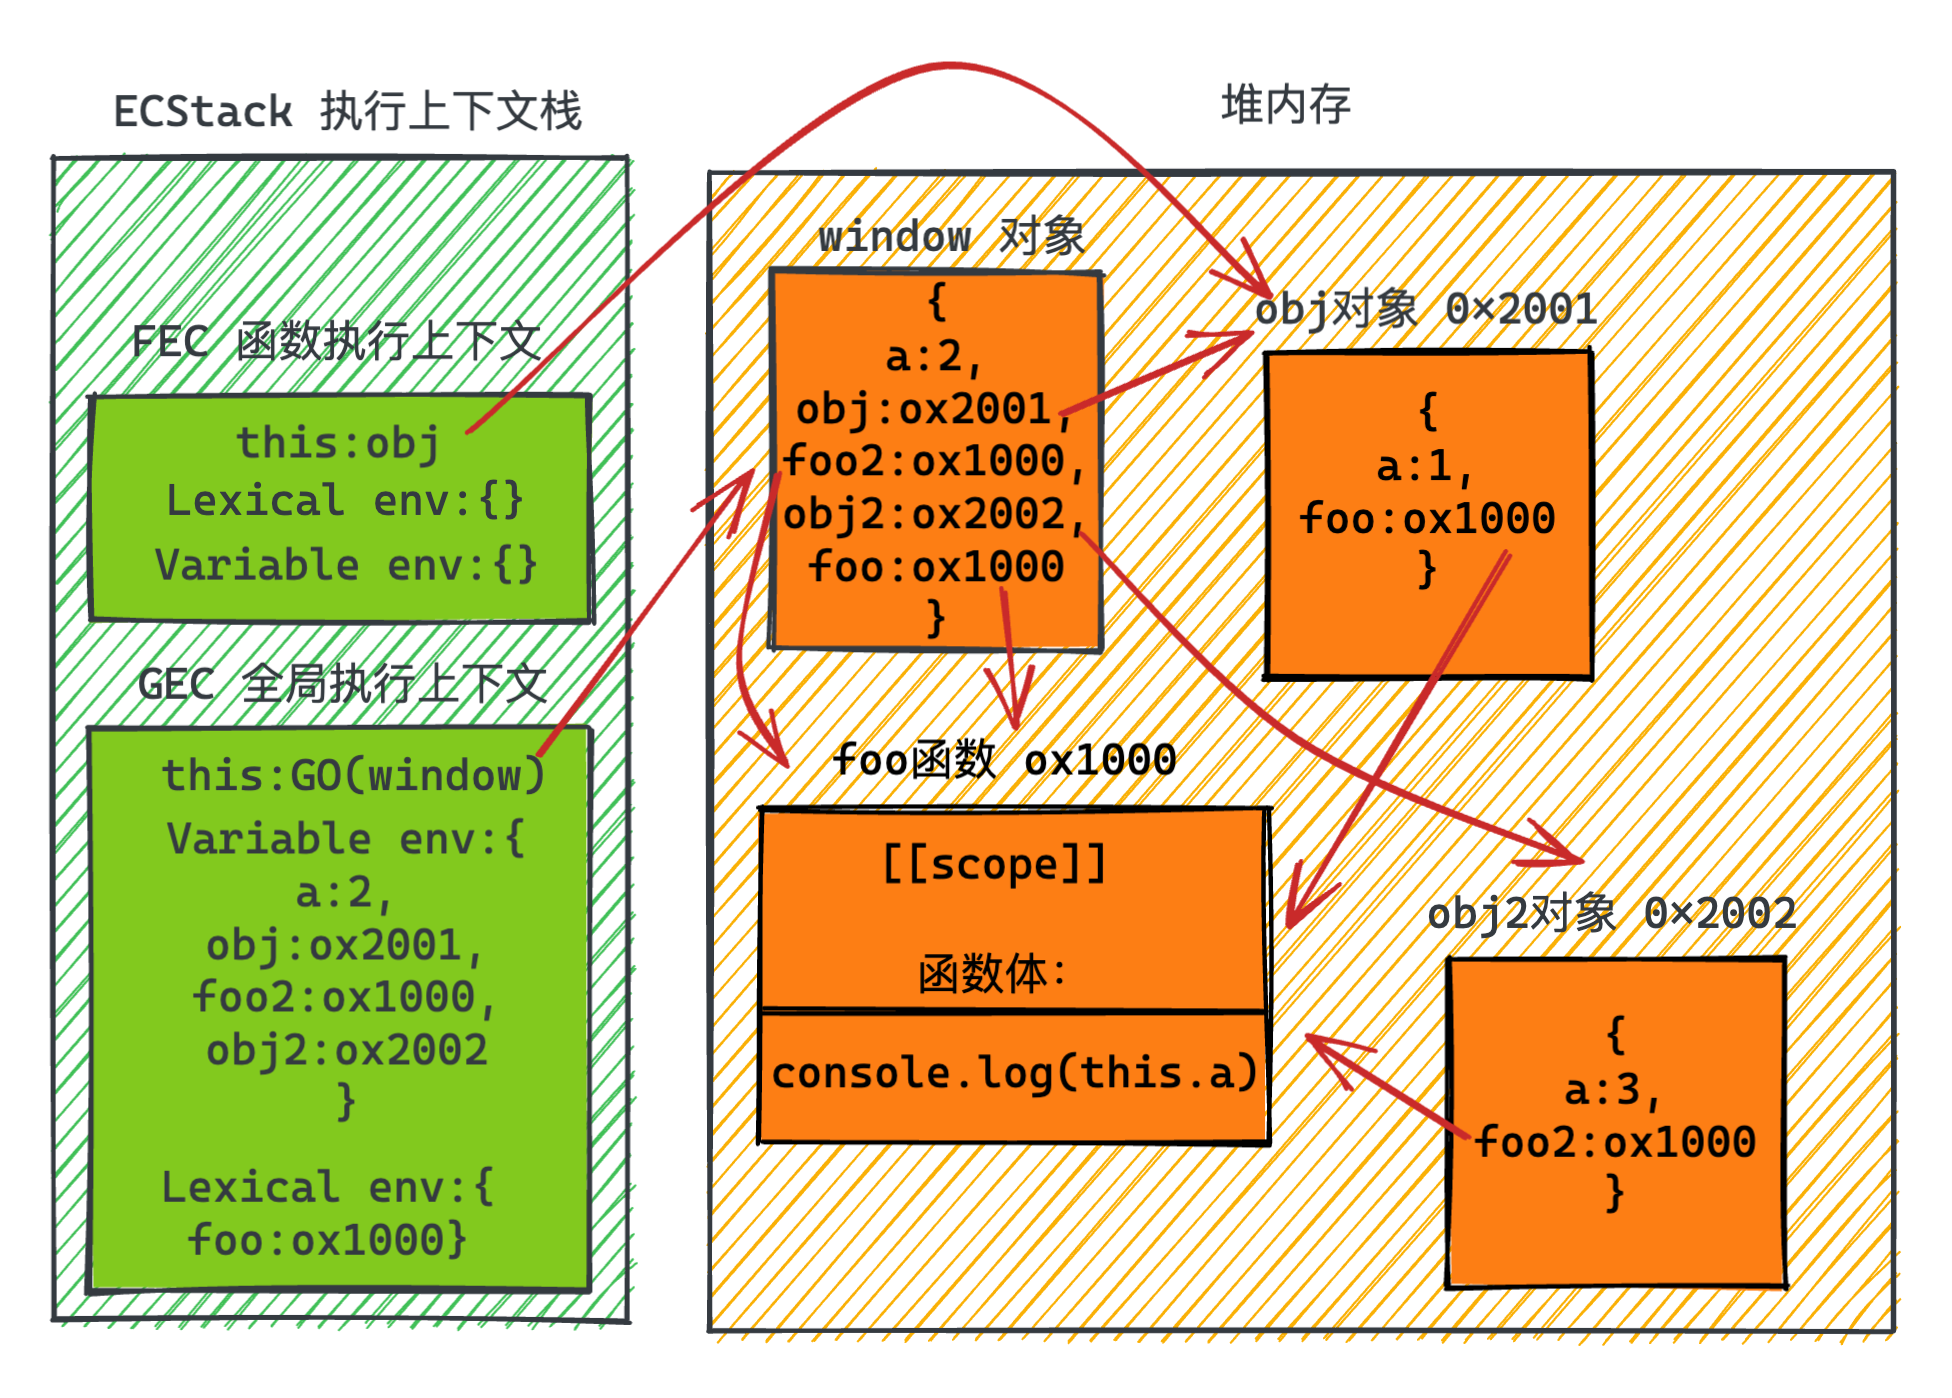 ECStack 执行上下文栈
FEC 函数执行上下文
this:obj
Lexical env:{}
Variable env:{}
GEC 全局执行上下文
this:GO(window)
Variable env:{
a:2,
obj:ox2001,
foo2:ox1000,
obj2:ox2002
}
Lexical env:{
foo:ox1000}
堆内存
window 对象
{
a:2,
obj:ox2001,
foo2:ox1000,
obj2:ox2002,
foo:ox1000
}
obj对象 0×2001
{
a:1,
foo:ox1000
}
foo函数 ox1000
[[scope]]
函数体:
console.log(this.a)
obj2对象 0×2002
{
a:3,
foo2:ox1000
}